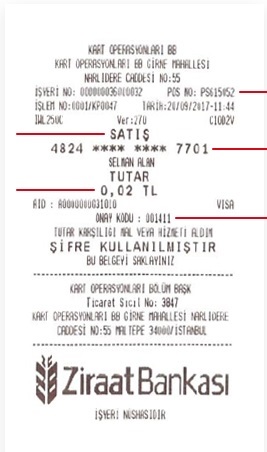 KART OPERASYONLARI BB
KART OPERASYONLARI BB GİRNE MAHALLESİ
NARLIDERE CADDESİ NO:55
İŞYERİ NO: 000000036010032 POS NO: PS615052
İŞLEM NO:0001/KP0047 TARİH:20/09/2017-11:44
IWL250C Ver:270 C10D2V
SATIŞ
4824 **** **** 7701
SELMAN ALAN
TUTAR
0,02 TL
AID : A0000000031010 VISA
ONAY KODU : 001411
TUTAR KARŞILIĞI MAL VEYA HİZMETİ ALDIM
ŞİFRE KULLANILMIŞTIR
BU BELGEYİ SAKLAYINIZ
KART OPERASYONLARI BÖLÜM BAŞK
Ticaret Sicil No: 3847
KART OPERASYONLARI BB GİRNE MAHALLESİ NARLIDERE
CADDESİ NO:55 MALTEPE 34000/ISTANBUL
Ziraat Bankası
İŞYERİ NUSHASIDIR